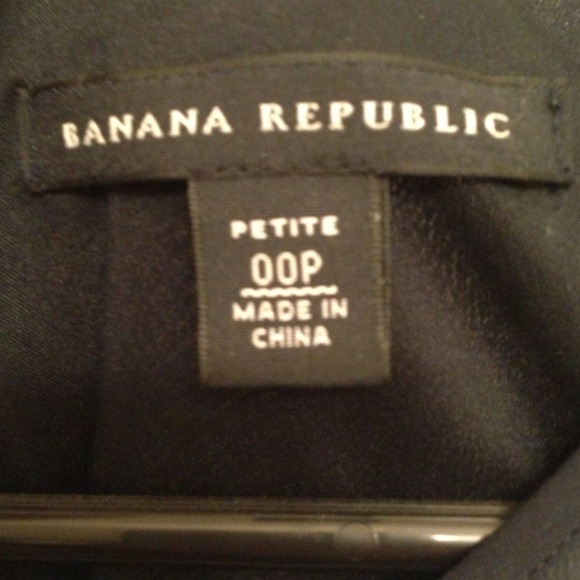 BANANA REPUBLIC
PETITE
00P
MADE IN
CHINA